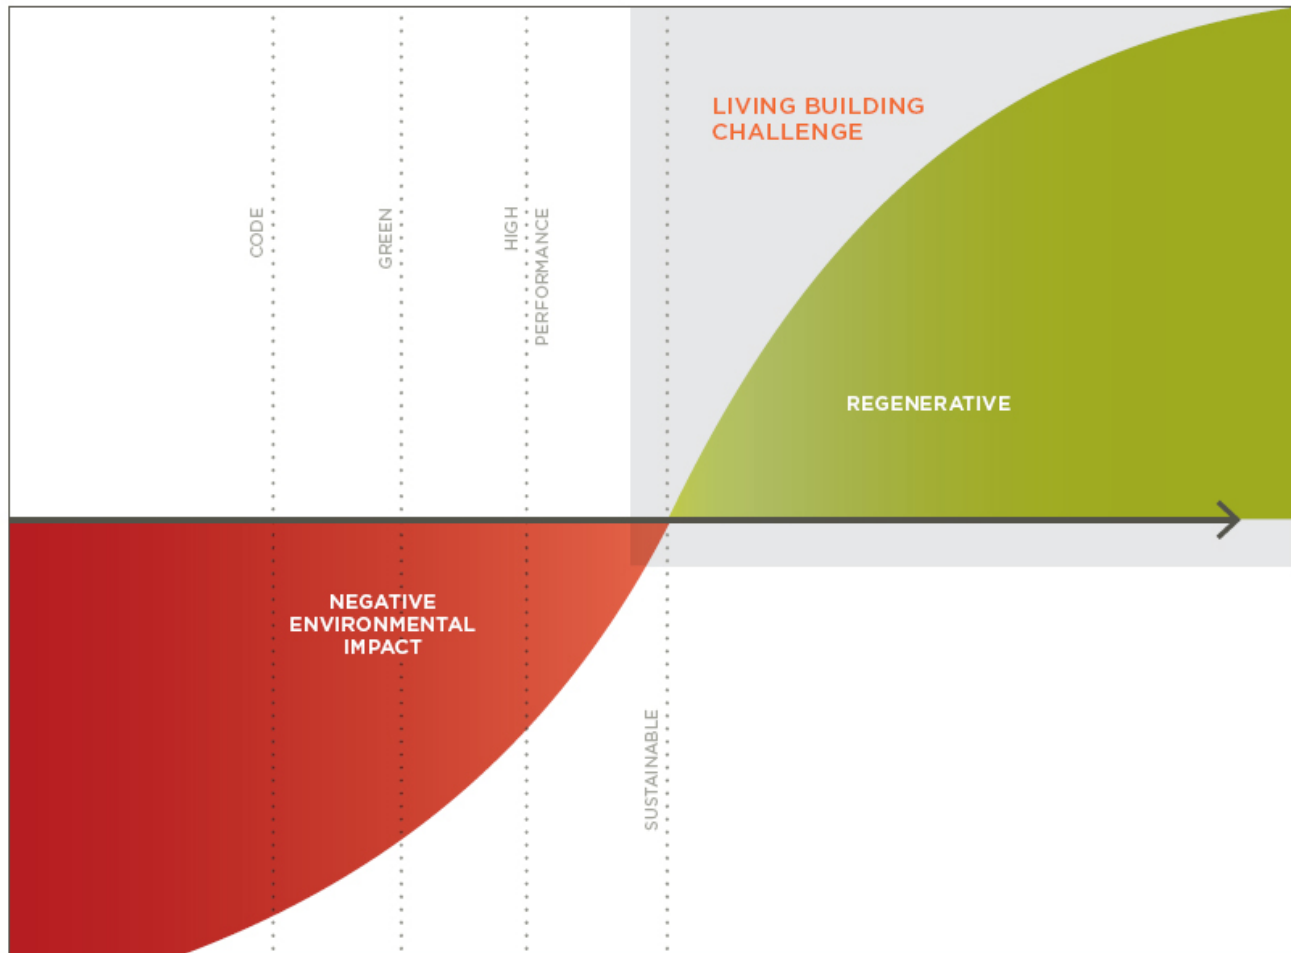 LIVING BUILDING
CHALLENGE
CODE
GREEN
HIGH
PERFORMANCE
REGENERATIVE
NEGATIVE
ENVIRONMENTAL
IMPACT
SUSTAINABLE